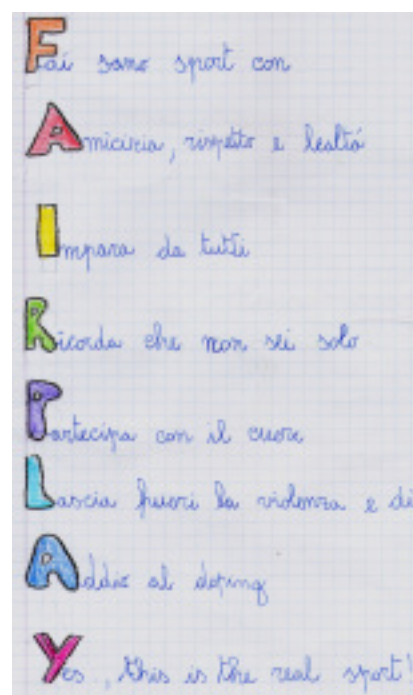 Fai sano sport con
Amicizia, rispetto e lealtà
Impara da tutti
Ricorda che non sei solo
Partecipa con il cuore
Lascia fuori la violenza e di
Addio al doping
Yes, this is the real sport!